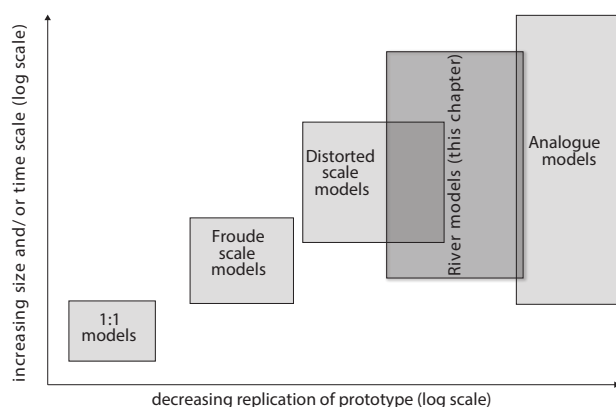 increasing size and/ or time scale (log scale)
1:1
models
Froude
scale
models
Distorted
scale
models
River models (this chapter)
Analogue
models
decreasing replication of prototype (log scale)